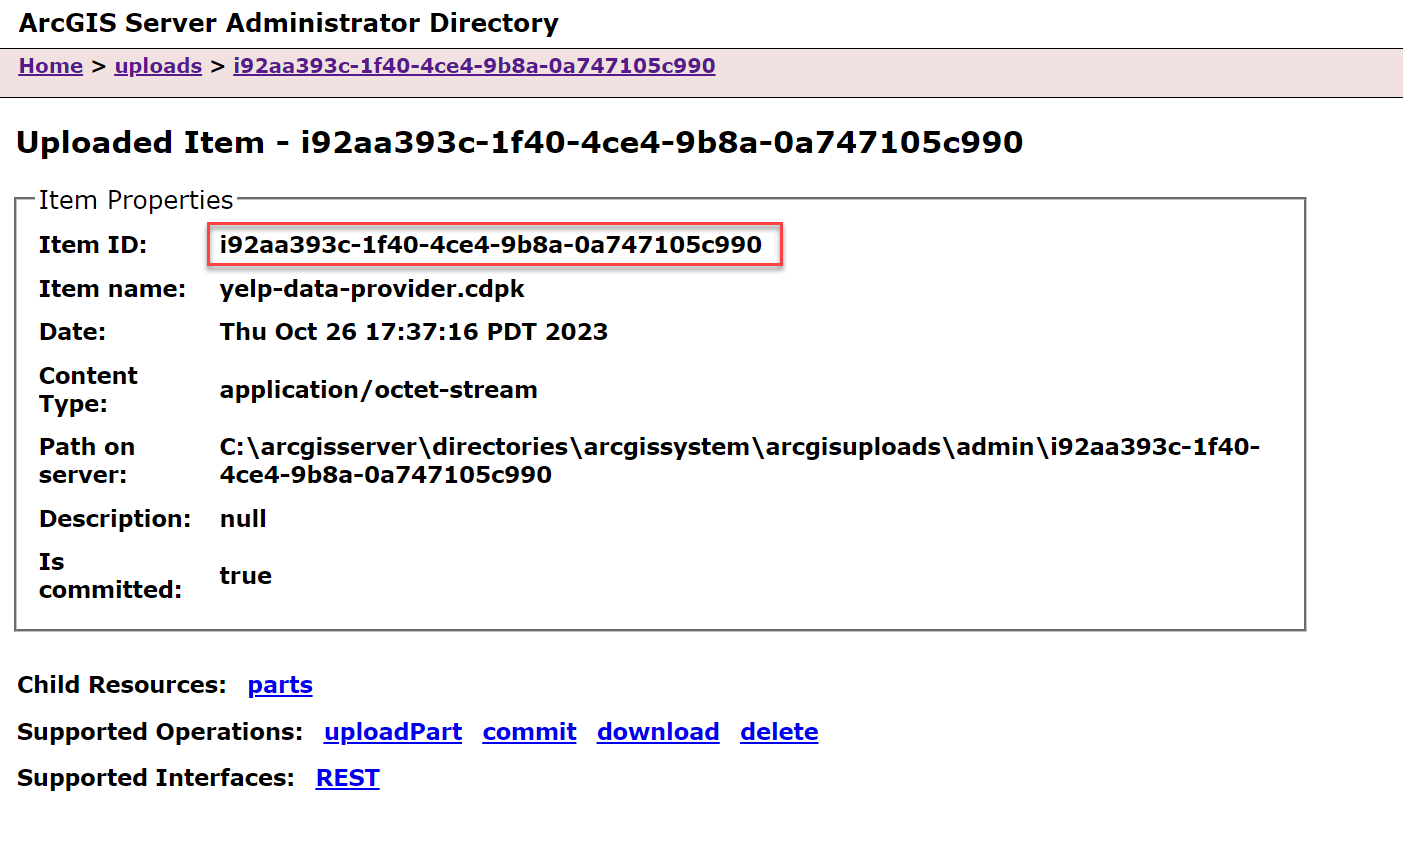 ArcGIS Server Administrator Directory
Home > uploads > i92aa393c-1f40-4ce4-9b8a-0a747105c990
Uploaded Item - i92aa393c-1f40-4ce4-9b8a-0a747105c990
Item Properties
Item ID: i92aa393c-1f40-4ce4-9b8a-0a747105c990
Item name: yelp-data-provider.cdpk
Date: Thu Oct 26 17:37:16 PDT 2023
Content
Type: application/octet-stream
Path on C:\arcgisserver\directories\arcgissystem\arcgisuploads\admin\i92aa393c-1f40-
server: 4ce4-9b8a-0a747105c990
Description: null
Is
committed: true
Child Resources: parts
Supported Operations: uploadPart commit download delete
Supported Interfaces: REST